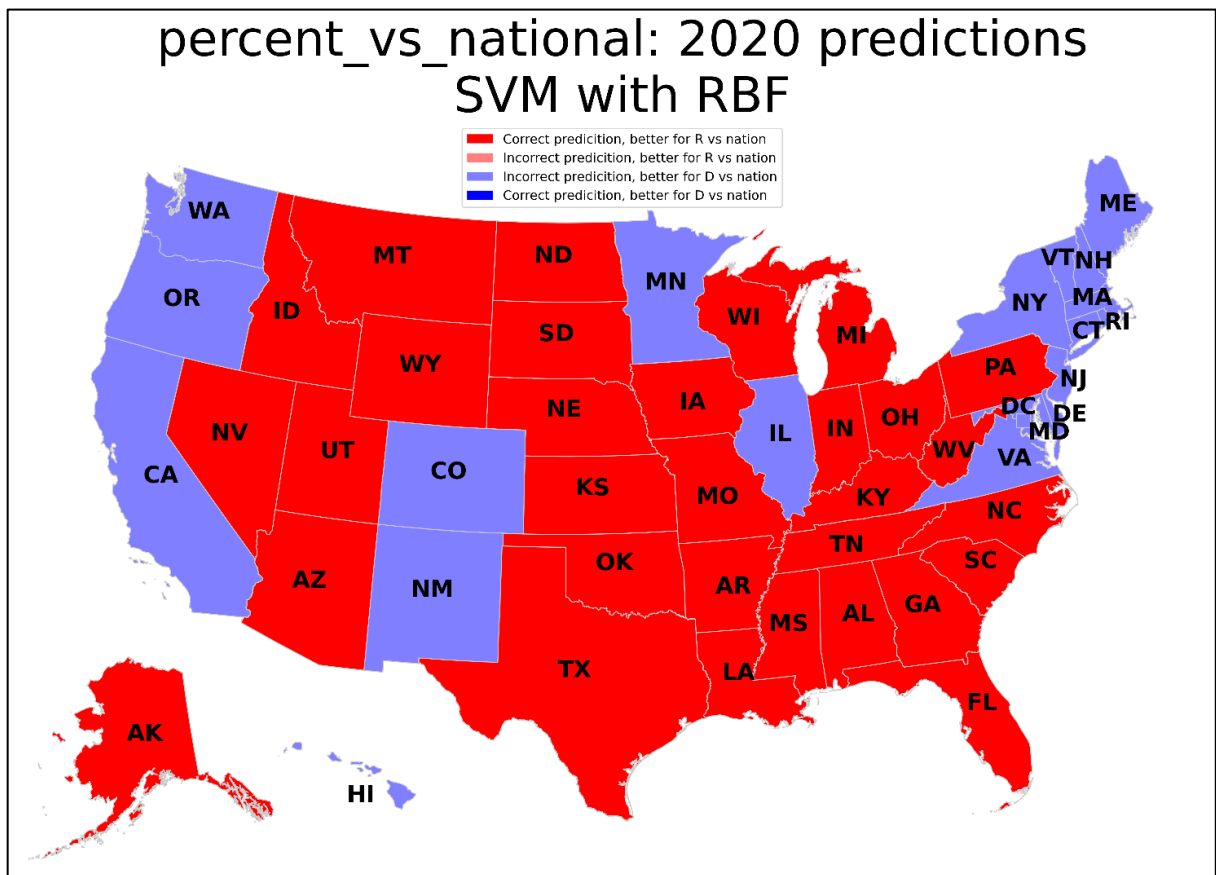 percent_vs_national: 2020 predictions
SVM with RBF
Correct predicition, better for R vs nation
Incorrect predicition, better for R vs nation
Incorrect predicition, better for D vs nation
Correct predicition, better for D vs nation
WA
ME
MT
ND
VT
NH
MN
OR
NY
MA
ID
WI
RI
SD
CT
MI
WY
PA
NJ
NE
IA
DC
DE
NV
OH
IL
IN
MD
UT
WV
VA
CO
CA
KS
MO
KY
NC
TN
OK
SC
AZ
AR
NM
GA
AL
MS
TX
LA
FL
AK
HI